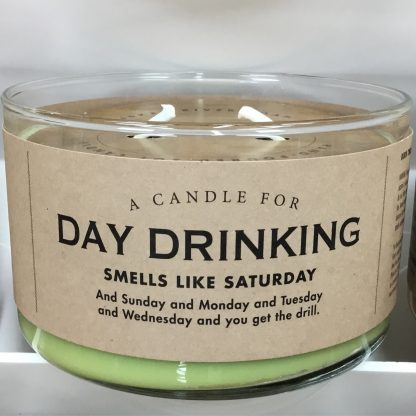 A CANDLE FOR
DAY DRINKING
SMELLS LIKE SATURDAY
And Sunday and Monday and Tuesday
and Wednesday and you get the drill.